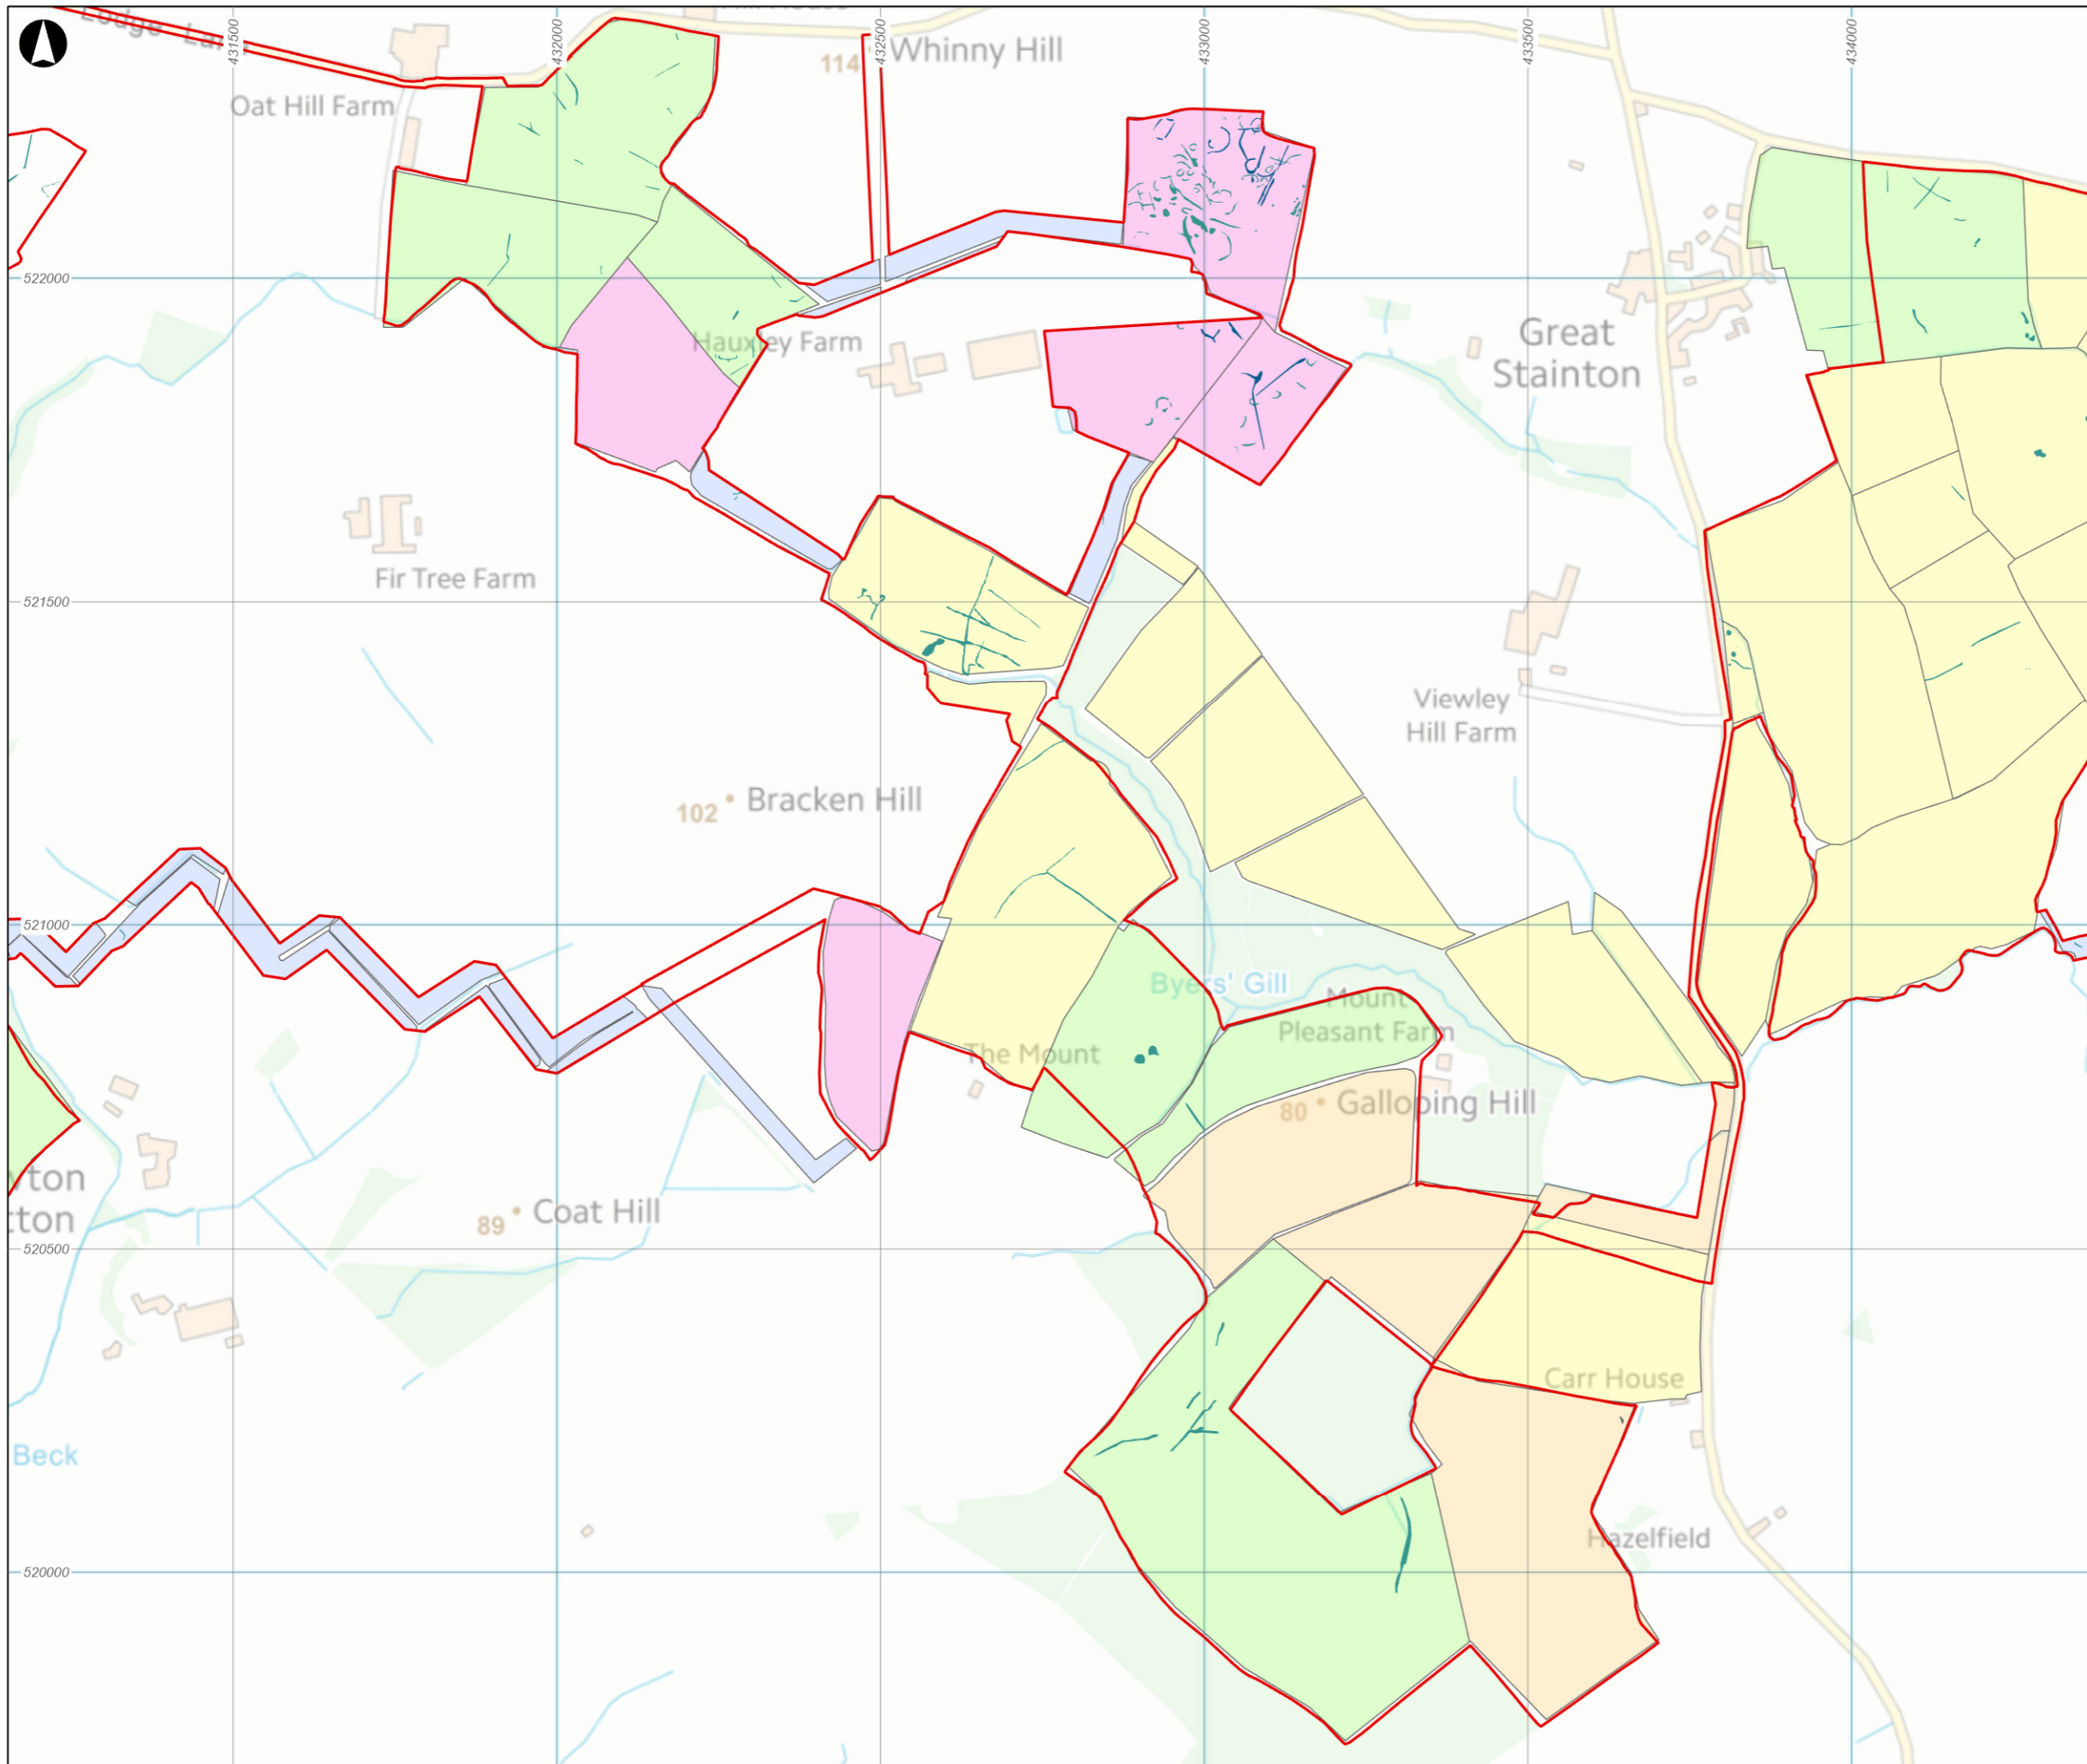 431500
432000
432500
433000
433500
434000
Whinny Hill
114
Oat Hill Farm
522000
Hauxley Farm
Great
Stainton
Fir Tree Farm
521500
Viewley
Hill Farm
Bracken Hill
102
521000
Byers' Gill
Mount
Pleasant Farm
The Mount
80
Galloping Hill
Coat Hill
89
520500
Carr House
Beck
Hazelfield
520000